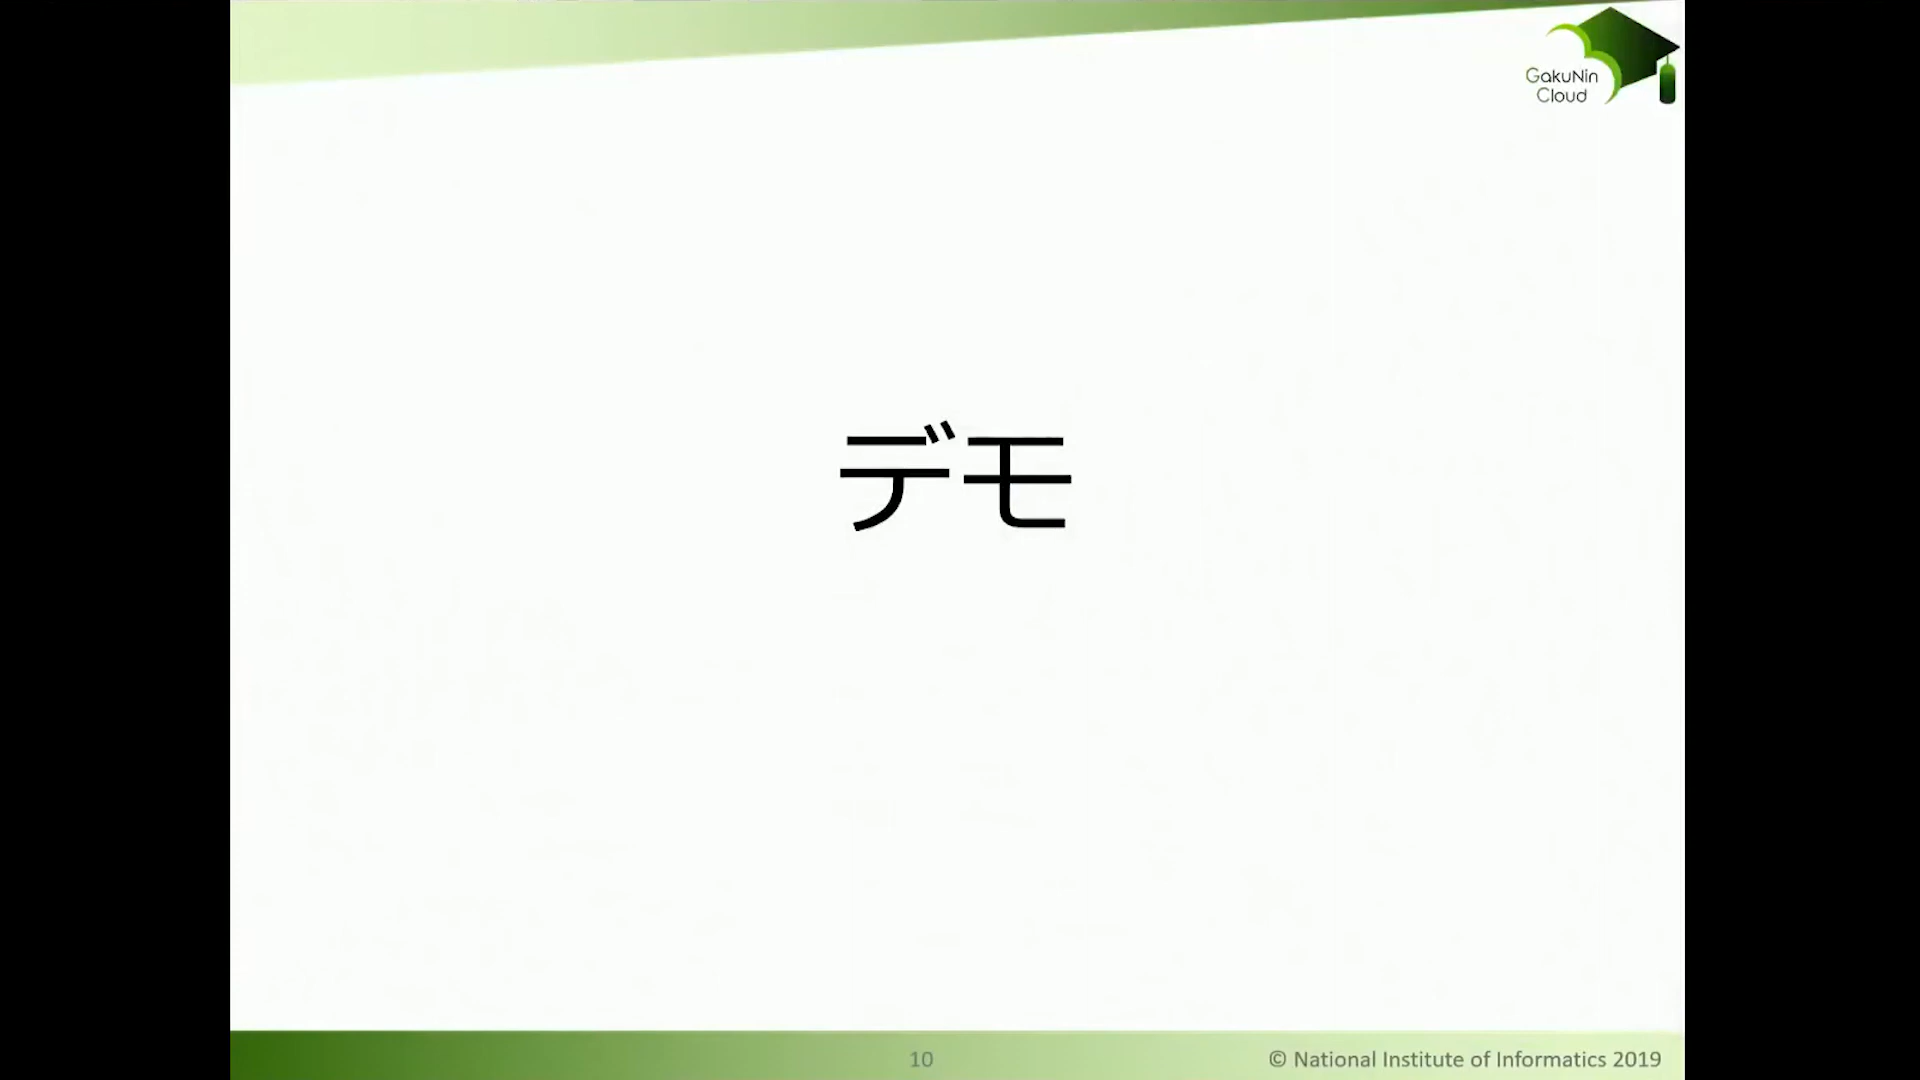 GakuNin
Cloud
デモ
10
© National Institute of Informatics 2019